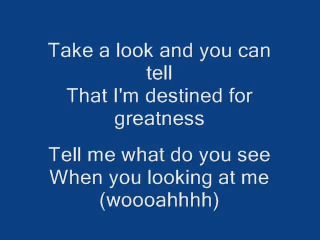 Take a look and you can
tell
That I'm destined for
greatness
Tell me what do you see
When you looking at me
(woooahhhh)